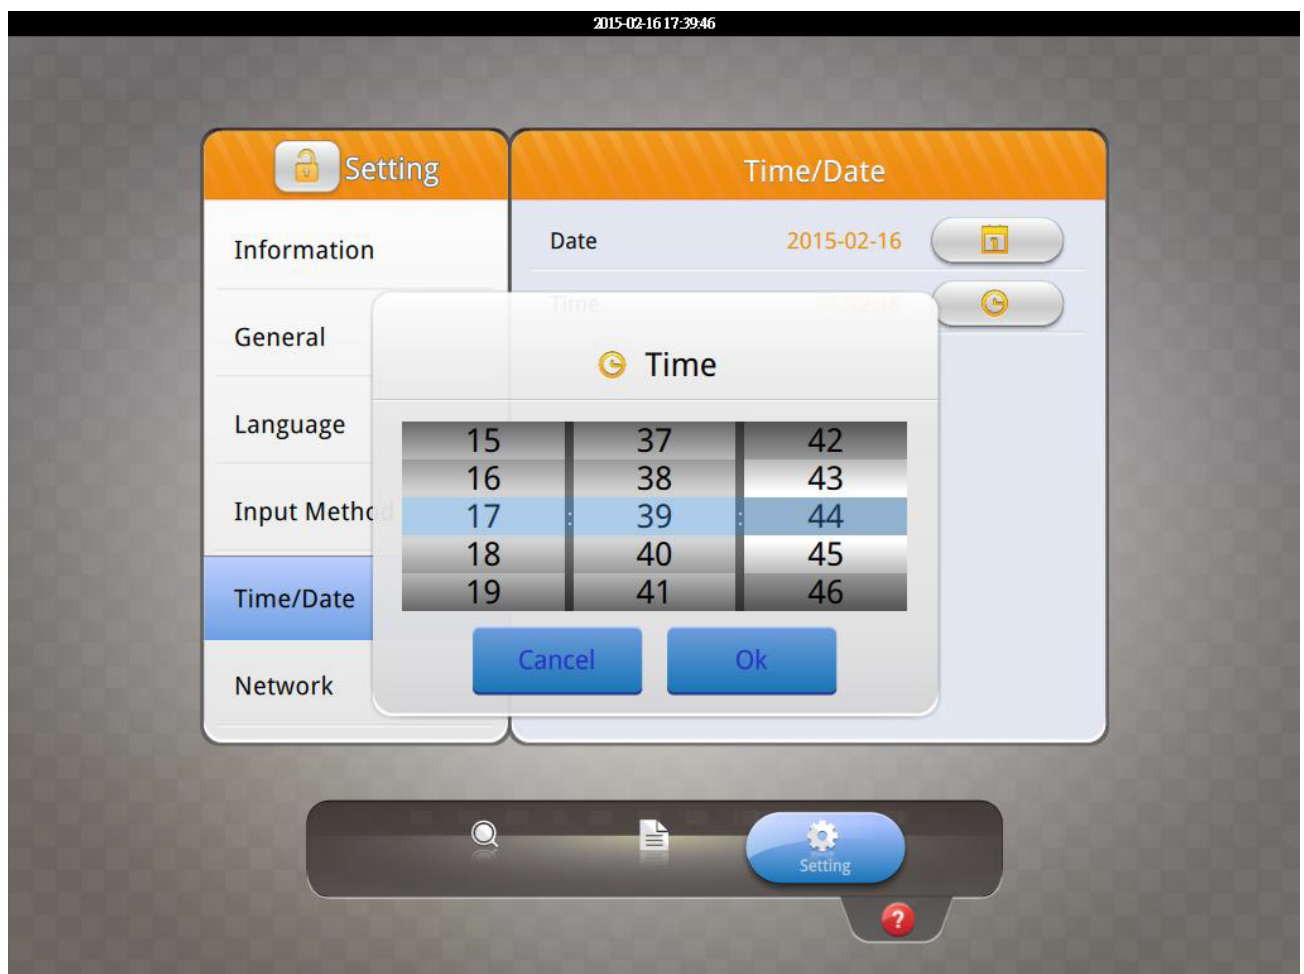 2015-02-16 17:39:46
Setting
Time/Date
Information
Date 2015-02-16
Time
General
Time
Language
15 37 42
16 38 43
Input Method
17 : 39 : 44
18 40 45
Time/Date
19 41 46
Cancel Ok
Network
Setting
?